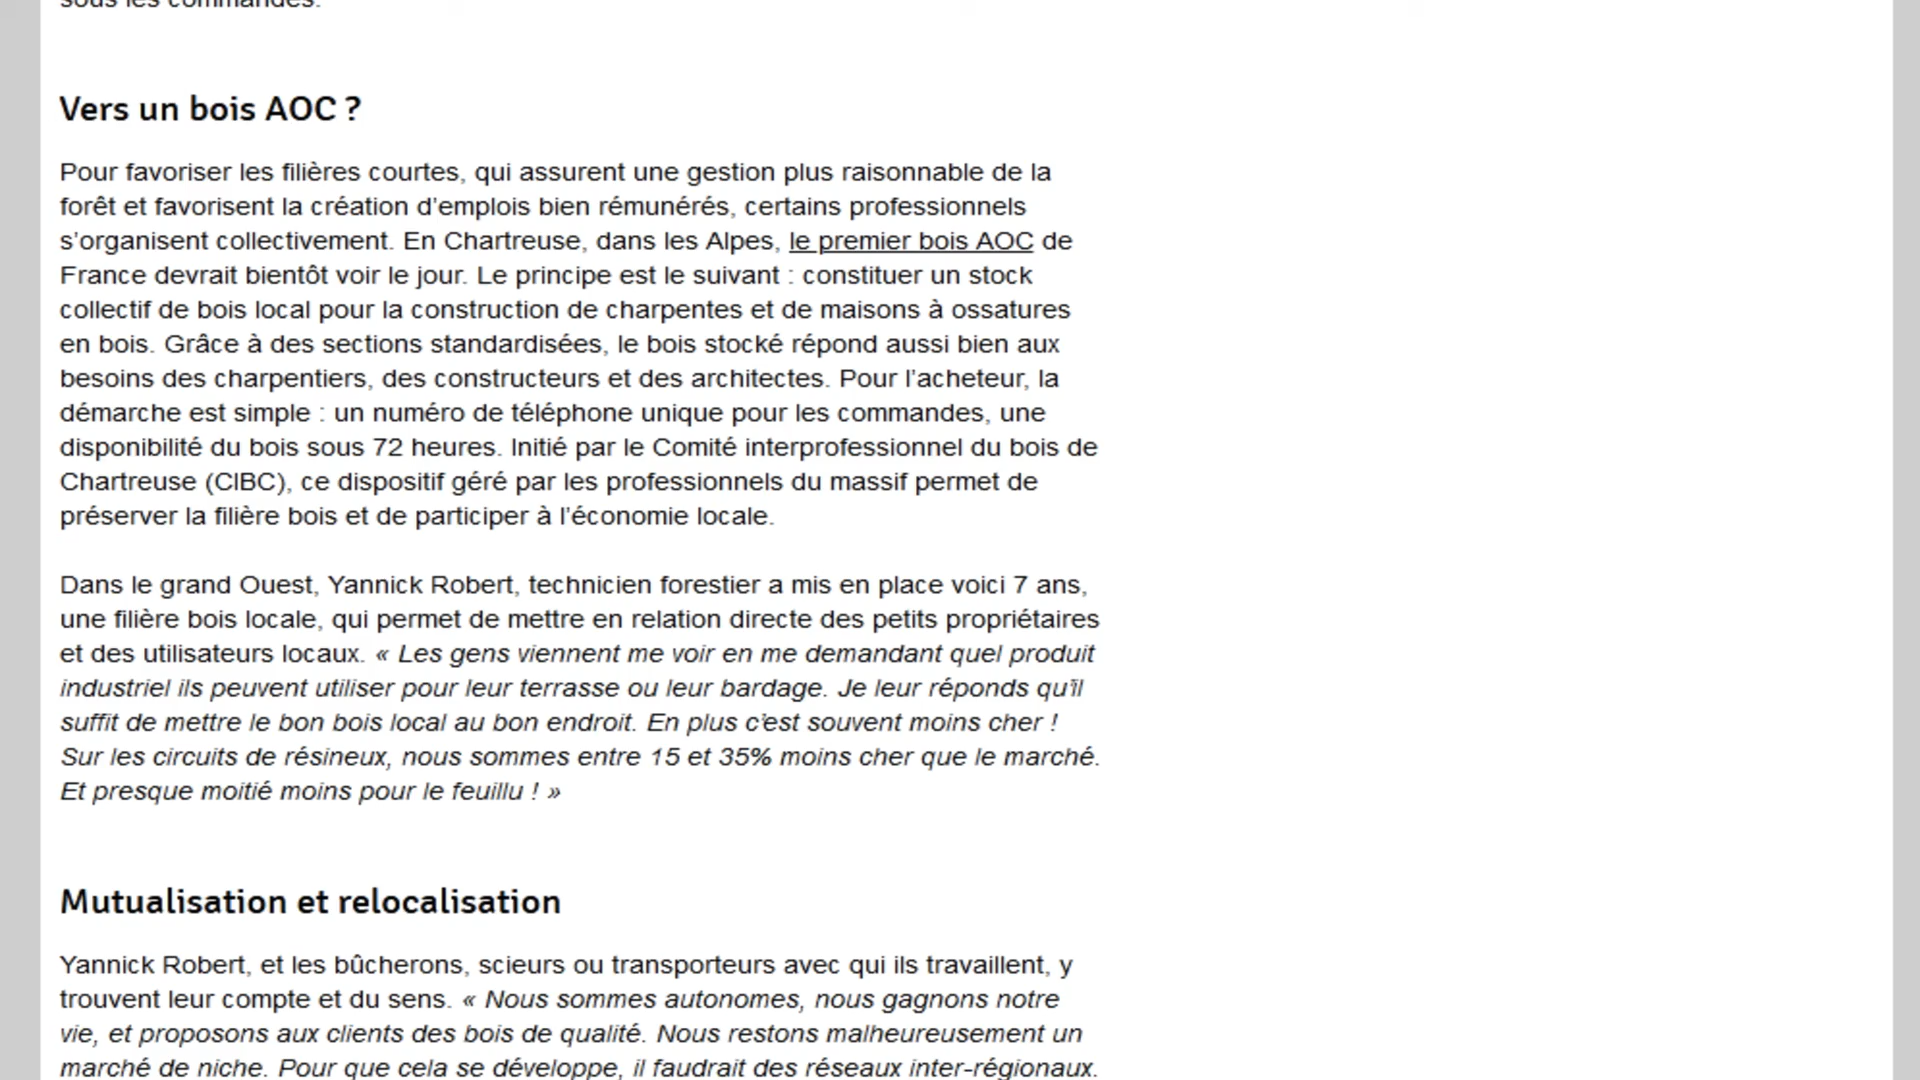 sous les commandes.
Vers un bois AOC ?
Pour favoriser les filières courtes, qui assurent une gestion plus raisonnable de la
forêt et favorisent la création d’emplois bien rémunérés, certains professionnels
s’organisent collectivement. En Chartreuse, dans les Alpes, le premier bois AOC de
France devrait bientôt voir le jour. Le principe est le suivant : constituer un stock
collectif de bois local pour la construction de charpentes et de maisons à ossatures
en bois. Grâce à des sections standardisées, le bois stocké répond aussi bien aux
besoins des charpentiers, des constructeurs et des architectes. Pour l’acheteur, la
démarche est simple : un numéro de téléphone unique pour les commandes, une
disponibilité du bois sous 72 heures. Initié par le Comité interprofessionnel du bois de
Chartreuse (CIBC), ce dispositif géré par les professionnels du massif permet de
préserver la filière bois et de participer à l’économie locale.
Dans le grand Ouest, Yannick Robert, technicien forestier a mis en place voici 7 ans,
une filière bois locale, qui permet de mettre en relation directe des petits propriétaires
et des utilisateurs locaux. « Les gens viennent me voir en me demandant quel produit
industriel ils peuvent utiliser pour leur terrasse ou leur bardage. Je leur réponds qu’il
suffit de mettre le bon bois local au bon endroit. En plus c’est souvent moins cher !
Sur les circuits de résineux, nous sommes entre 15 et 35% moins cher que le marché.
Et presque moitié moins pour le feuillu ! »
Mutualisation et relocalisation
Yannick Robert, et les bûcherons, scieurs ou transporteurs avec qui ils travaillent, y
trouvent leur compte et du sens. « Nous sommes autonomes, nous gagnons notre
vie, et proposons aux clients des bois de qualité. Nous restons malheureusement un
marché de niche. Pour que cela se développe, il faudrait des réseaux inter-régionaux.